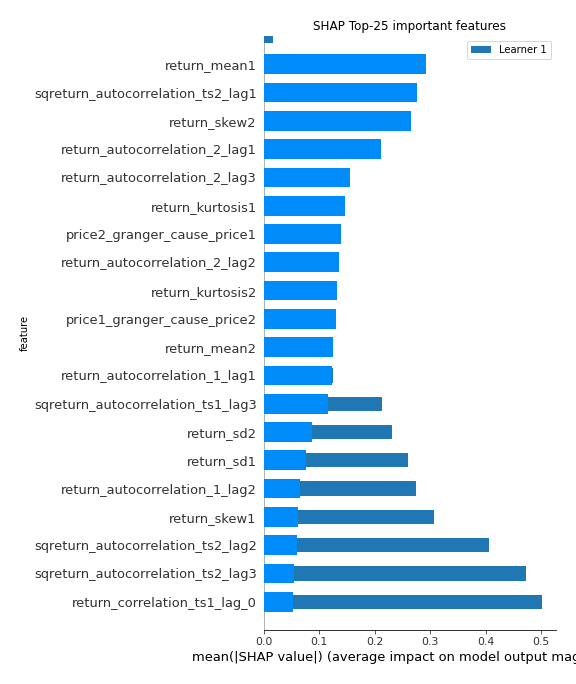 SHAP Top-25 important features
Learner 1
return_mean1
sqreturn_autocorrelation_ts2_lag1
return_skew2
return_autocorrelation_2_lag1
return_autocorrelation_2_lag3
return_kurtosis1
price2_granger_cause_price1
return_autocorrelation_2_lag2
return_kurtosis2
price1_granger_cause_price2
return_mean2
return_autocorrelation_1_lag1
sqreturn_autocorrelation_ts1_lag3
return_sd2
return_sd1
return_autocorrelation_1_lag2
return_skew1
sqreturn_autocorrelation_ts2_lag2
sqreturn_autocorrelation_ts2_lag3
return_correlation_ts1_lag_0
feature
0.0 0.1 0.2 0.3 0.4 0.5
mean(|SHAP value|) (average impact on model output mag